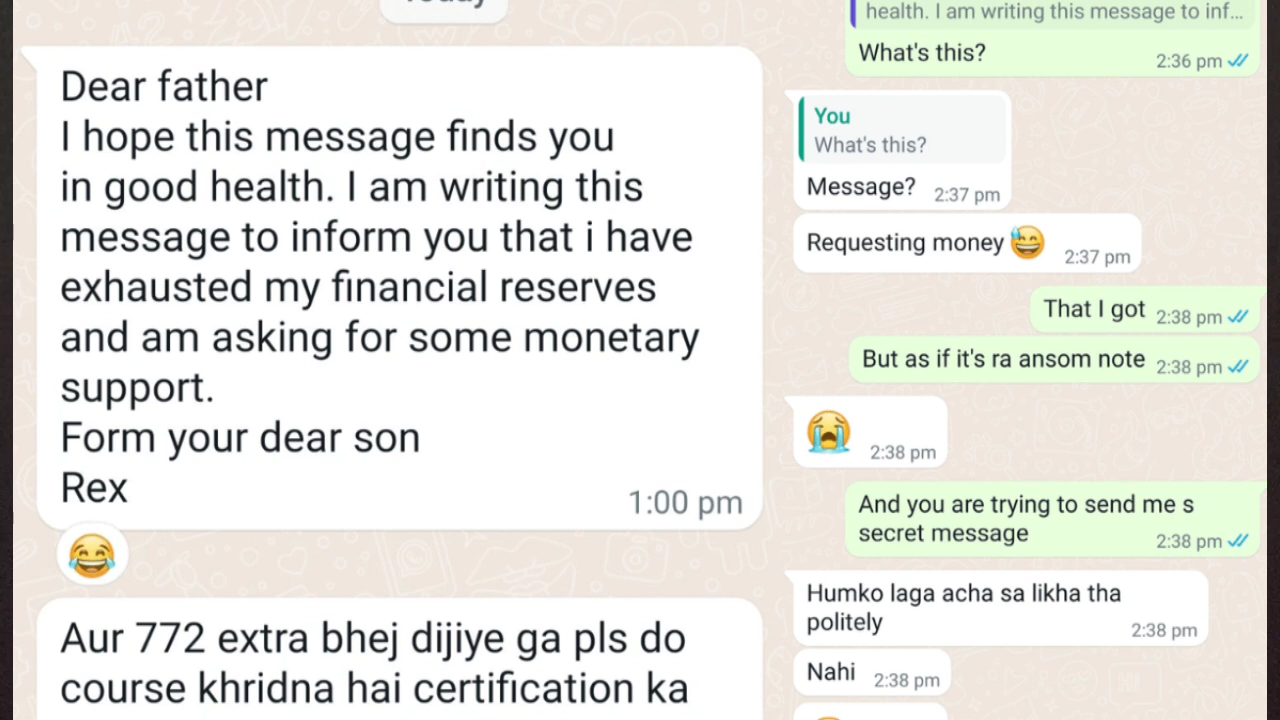 Today
Dear father
I hope this message finds you
in good health. I am writing this
message to inform you that i have
exhausted my financial reserves
and am asking for some monetary
support.
Form your dear son
Rex
1:00 pm
Aur 772 extra bhej dijiye ga pls do
course khridna hai certification ka
health. I am writing this message to inf...
What's this?
2:36 pm
You
What's this?
Message? 2:37 pm
Requesting money 😅 2:37 pm
That I got 2:38 pm
But as if it's ra ansom note 2:38 pm
2:38 pm
And you are trying to send me s
secret message 2:38 pm
Humko laga acha sa likha tha
politely 2:38 pm
Nahi 2:38 pm